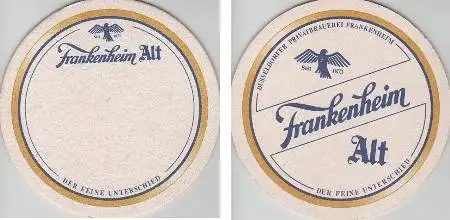 Seit 1873
Frankenheim Alt
DER FEINE UNTERSCHIED
DÜSSELDORFER PRIVATBRAUEREI FRANKENHEIM
Seit 1873
Frankenheim
Alt
DER FEINE UNTERSCHIED